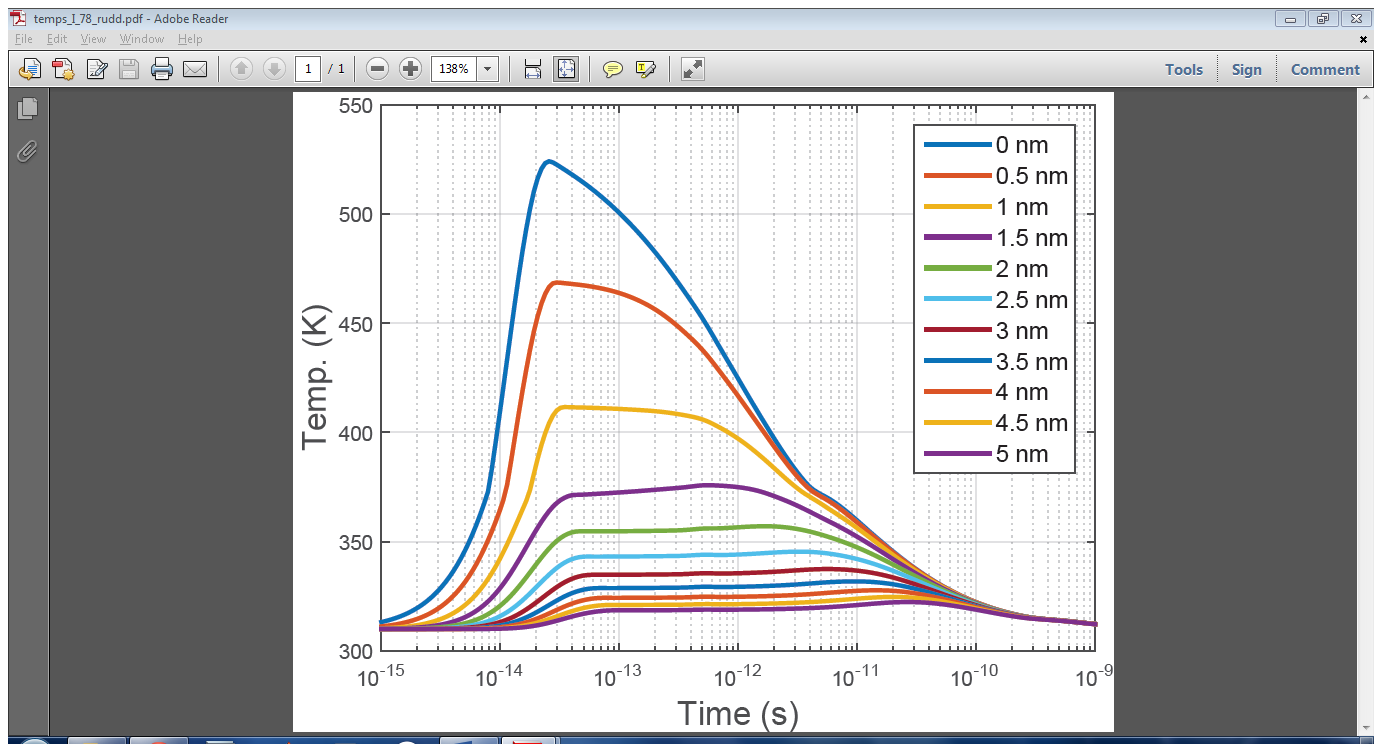 temps_I_78_rudd.pdf - Adobe Reader
File Edit View Window Help
1 / 1 138% Tools Sign Comment
550
500
450
400
350
300
Temp. (K)
0 nm
0.5 nm
1 nm
1.5 nm
2 nm
2.5 nm
3 nm
3.5 nm
4 nm
4.5 nm
5 nm
10^-15 10^-14 10^-13 10^-12 10^-11 10^-10 10^-9
Time (s)